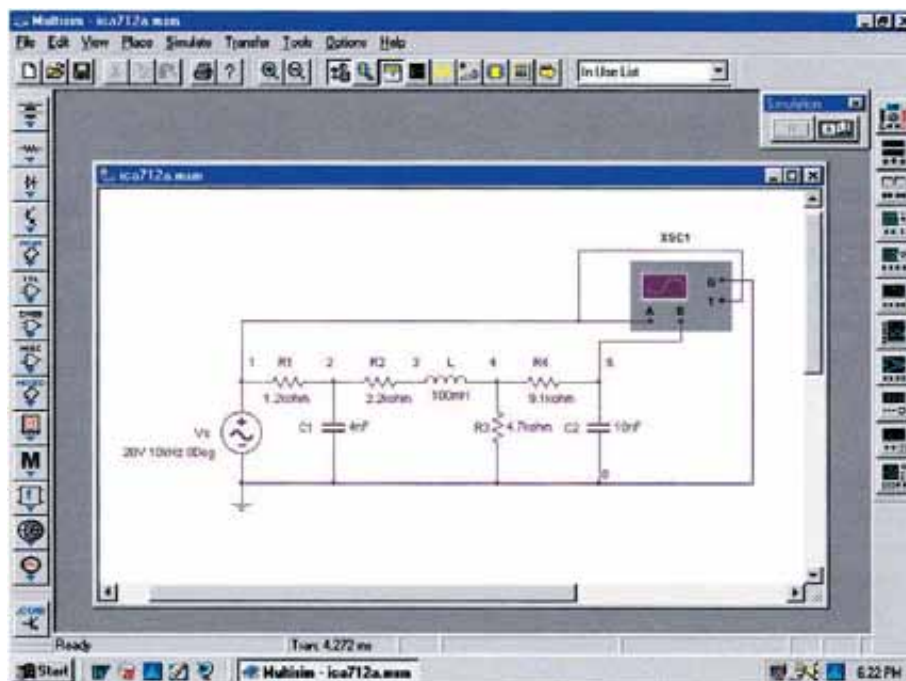 Multisim - ica712a.msm
File Edit View Place Simulate Transfer Tools Options Help
In Use List
Simulation
ica712a.msm
XSC1
G
T
A B
1 R1 2 R2 3 L 4 R4 5
1.2kohm 2.2kohm 100mH 9.1kohm
Vs C1 4nF R3 4.7kohm C2 10nF
20V 10kHz 0Deg
0
M
Ready Tran: 4.272 ms
Start Multisim - ica712a.msm 6:22 PM